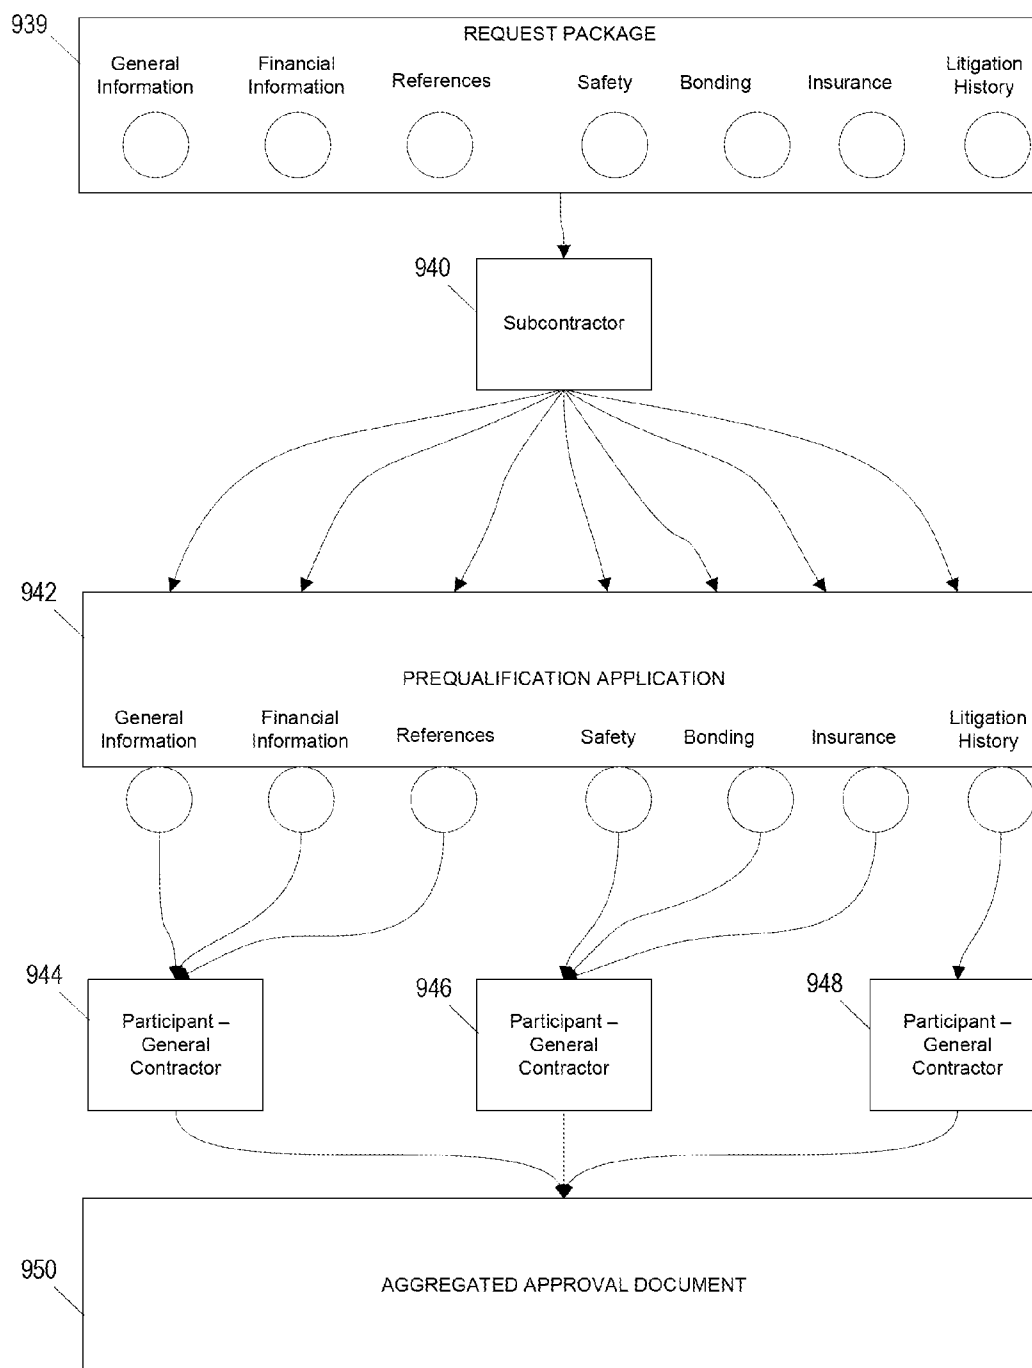 939
REQUEST PACKAGE
General
Information
Financial
Information
References
Safety
Bonding
Insurance
Litigation
History
940
Subcontractor
942
PREQUALIFICATION APPLICATION
General
Information
Financial
Information
References
Safety
Bonding
Insurance
Litigation
History
944
Participant –
General
Contractor
946
Participant –
General
Contractor
948
Participant –
General
Contractor
950
AGGREGATED APPROVAL DOCUMENT